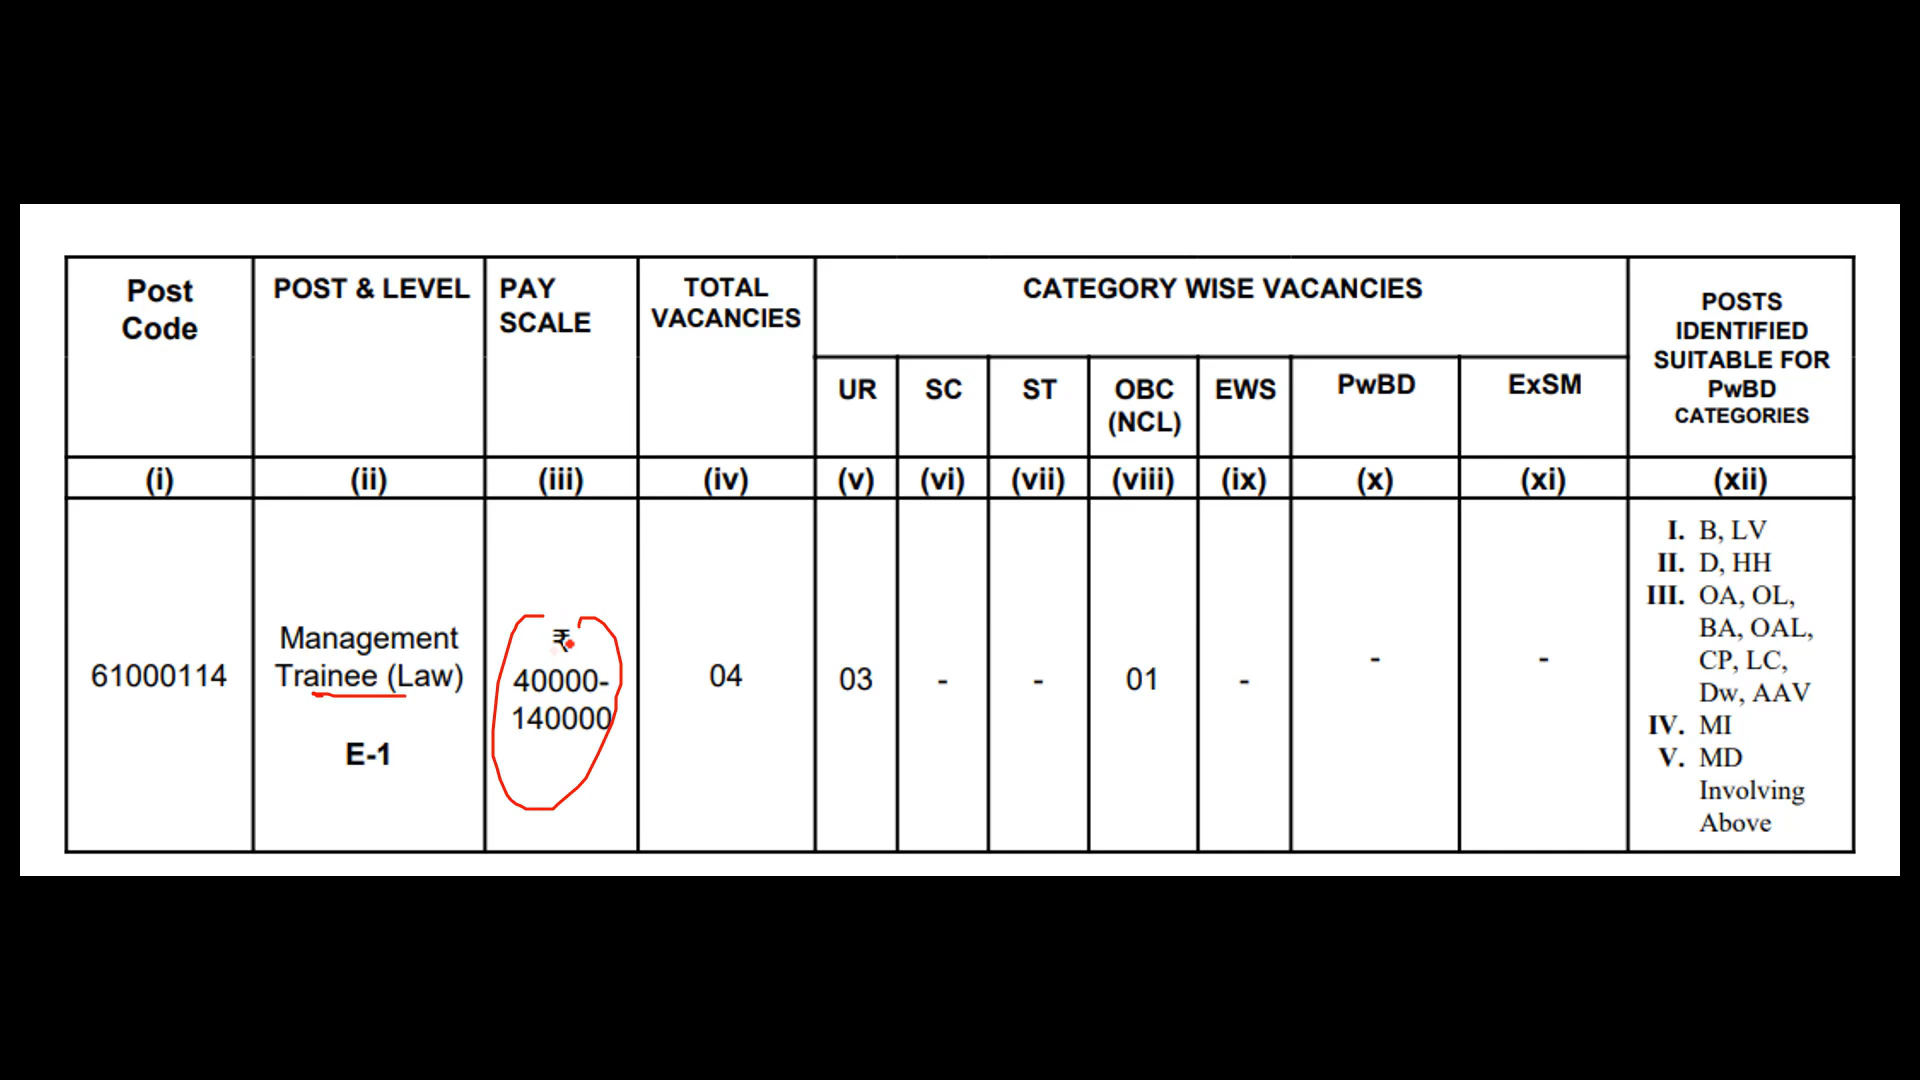 Post
Code
POST & LEVEL
PAY
SCALE
TOTAL
VACANCIES
CATEGORY WISE VACANCIES
POSTS
IDENTIFIED
SUITABLE FOR
PwBD
CATEGORIES
UR
SC
ST
OBC
(NCL)
EWS
PwBD
ExSM
(i)
(ii)
(iii)
(iv)
(v)
(vi)
(vii)
(viii)
(ix)
(x)
(xi)
(xii)
61000114
Management
Trainee (Law)
E-1
₹
40000-
140000
04
03
-
-
01
-
-
-
I. B, LV
II. D, HH
III. OA, OL,
BA, OAL,
CP, LC,
Dw, AAV
IV. MI
V. MD
Involving
Above